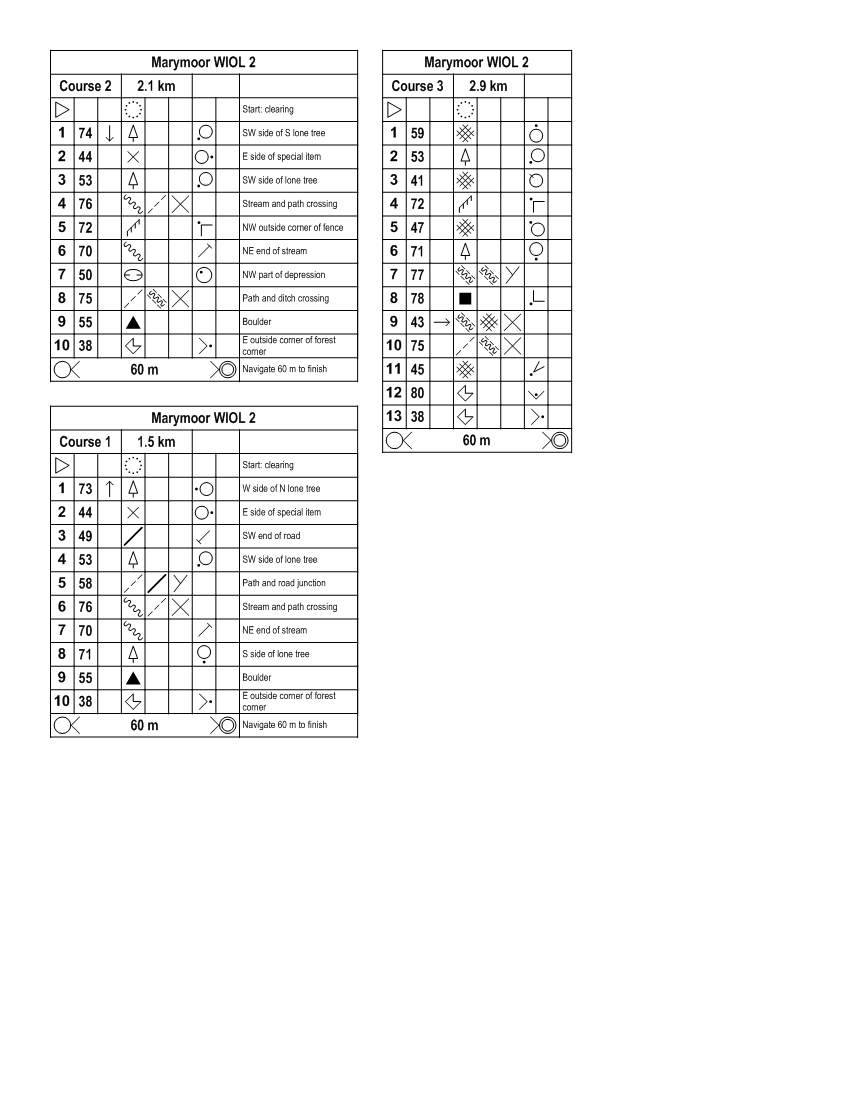 Marymoor WIOL 2
Course 2 2.1 km
Start: clearing
1 74 SW side of S lone tree
2 44 E side of special item
3 53 SW side of lone tree
4 76 Stream and path crossing
5 72 NW outside corner of fence
6 70 NE end of stream
7 50 NW part of depression
8 75 Path and ditch crossing
9 55 Boulder
10 38 E outside corner of forest
corner
60 m Navigate 60 m to finish
Marymoor WIOL 2
Course 1 1.5 km
Start: clearing
1 73 W side of N lone tree
2 44 E side of special item
3 49 SW end of road
4 53 SW side of lone tree
5 58 Path and road junction
6 76 Stream and path crossing
7 70 NE end of stream
8 71 S side of lone tree
9 55 Boulder
10 38 E outside corner of forest
corner
60 m Navigate 60 m to finish
Marymoor WIOL 2
Course 3 2.9 km
1 59
2 53
3 41
4 72
5 47
6 71
7 77
8 78
9 43
10 75
11 45
12 80
13 38
60 m